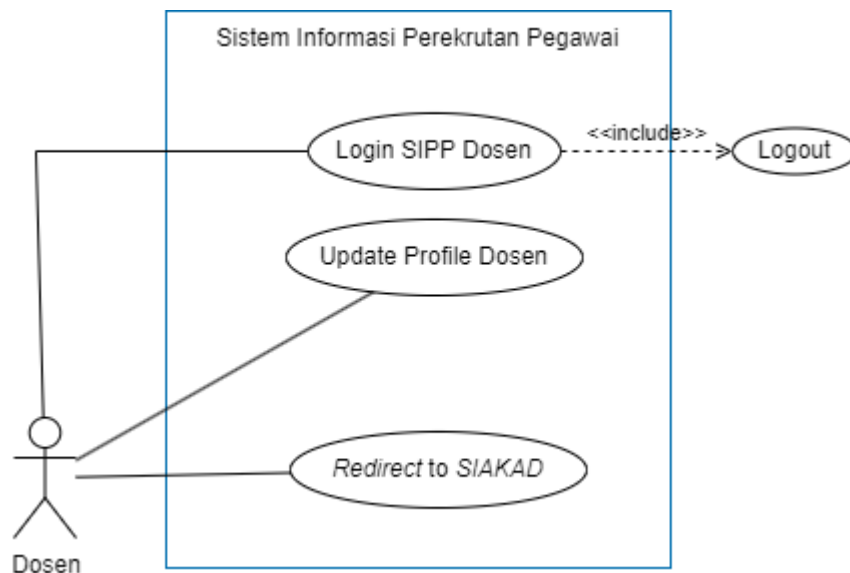 Sistem Informasi Perekrutan Pegawai
Login SIPP Dosen
<<include>>
Logout
Update Profile Dosen
Redirect to SIAKAD
Dosen